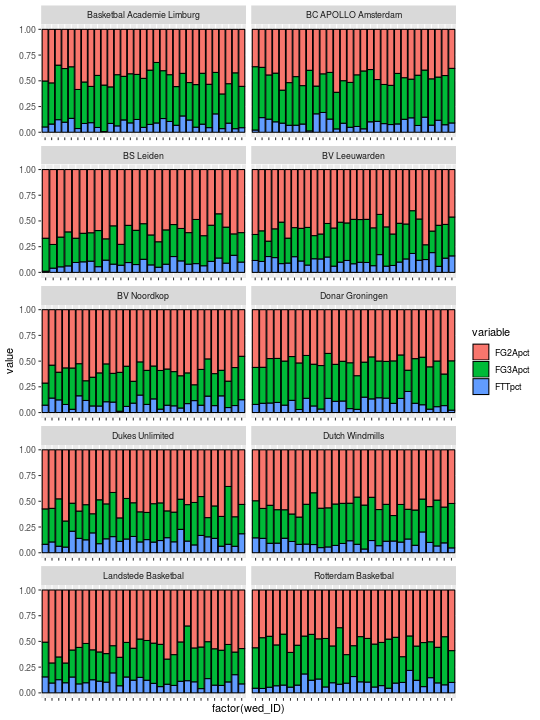 Basketbal Academie Limburg
BC APOLLO Amsterdam
1.00
0.75
0.50
0.25
0.00
BS Leiden
BV Leeuwarden
1.00
0.75
0.50
0.25
0.00
BV Noordkop
Donar Groningen
1.00
0.75
0.50
0.25
0.00
Dukes Unlimited
Dutch Windmills
1.00
0.75
0.50
0.25
0.00
Landstede Basketbal
Rotterdam Basketbal
1.00
0.75
0.50
0.25
0.00
value
factor(wed_ID)
variable
FG2Apct
FG3Apct
FTTpct